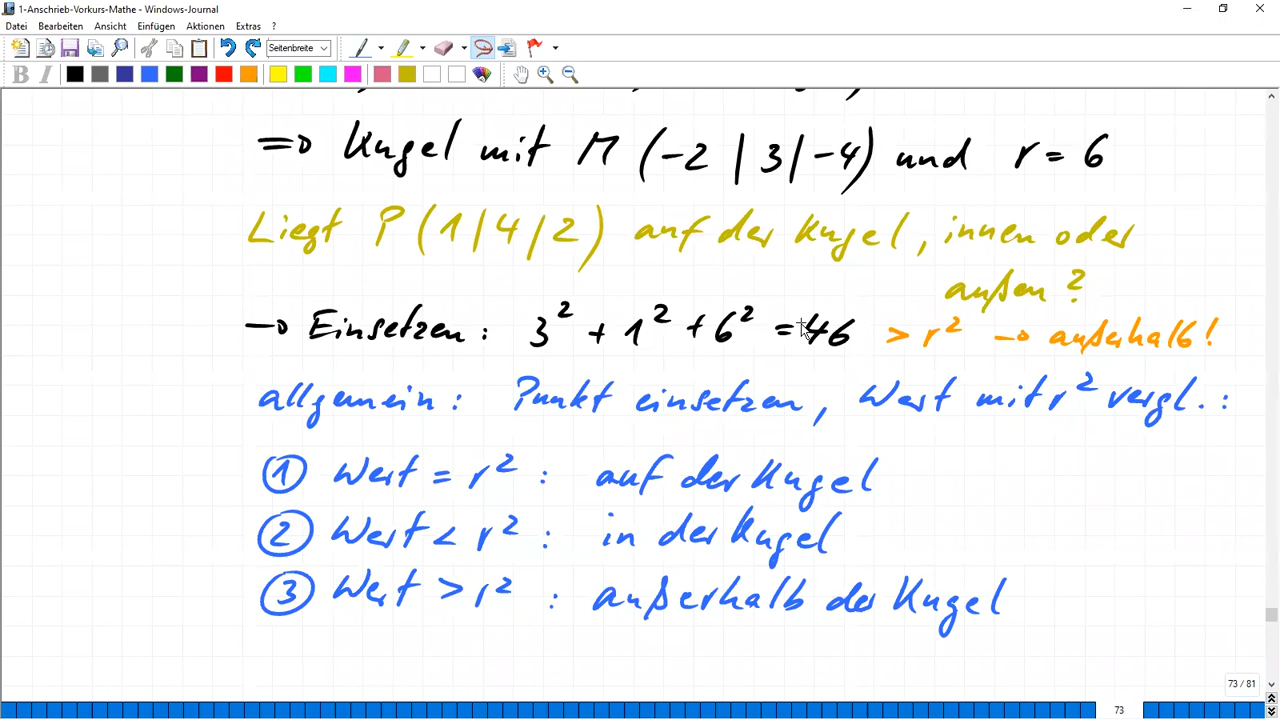 1-Anschrieb-Vorkurs-Mathe - Windows-Journal
Datei Bearbeiten Ansicht Einfügen Aktionen Extras ?
Seitenbreite
B I
=> Kugel mit M (-2 | 3 | -4) und r = 6
Liegt P (1 | 4 | 2) auf der Kugel, innen oder
außen ?
→ Einsetzen : 3² + 1² + 6² = 46 > r² → außerhalb !
allgemein : Punkt einsetzen, Wert mit r² vergl. :
① Wert = r² : auf der Kugel
② Wert < r² : in der Kugel
③ Wert > r² : außerhalb der Kugel
73 / 81
73